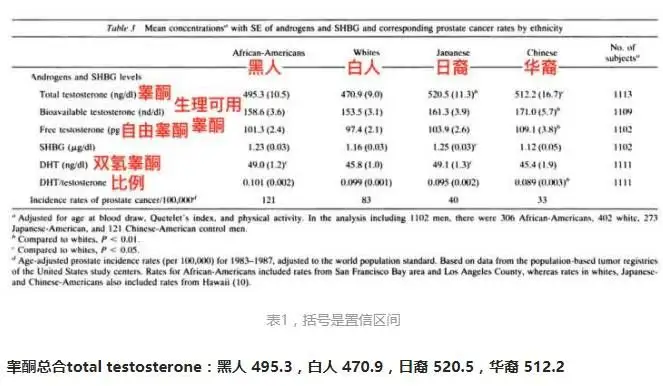 Table 3 Mean concentrationsᵃ with SE of androgens and SHBG and corresponding prostate cancer rates by ethnicity
African-Americans Whites Japanese Chinese No. of subjectsᵃ
黑人 白人 日裔 华裔
Androgens and SHBG levels
Total testosterone (ng/dl) 睾酮 495.3 (10.5) 470.9 (9.0) 520.5 (11.3)ᵇ 512.2 (16.7)ᶜ 1113
Bioavailable testosterone (nd/dl) 生理可用睾酮 158.6 (3.6) 153.5 (3.1) 161.3 (3.9) 171.0 (5.7)ᵇ 1109
Free testosterone (pg 自由睾酮 101.3 (2.4) 97.4 (2.1) 103.9 (2.6) 109.1 (3.8)ᵇ 1102
SHBG (μg/dl) 1.23 (0.03) 1.16 (0.03) 1.25 (0.03)ᶜ 1.12 (0.05) 1102
DHT (ng/dl) 双氢睾酮 49.0 (1.2)ᶜ 45.8 (1.0) 49.1 (1.3)ᶜ 45.4 (1.9) 1111
DHT/testosterone 比例 0.101 (0.002) 0.099 (0.001) 0.095 (0.002) 0.089 (0.003)ᵇ 1111
Incidence rates of prostate cancer/100,000ᵈ 121 83 40 33
ᵃ Adjusted for age at blood draw, Quetelet's index, and physical activity. In the analysis including 1102 men, there were 306 African-Americans, 402 white, 273
Japanese-American, and 121 Chinese-American control men.
ᵇ Compared to whites, P < 0.01.
ᶜ Compared to whites, P < 0.05.
ᵈ Age-adjusted prostate incidence rates (per 100,000) for 1983–1987, adjusted to the world population standard. Based on data from the population-based tumor registries
of the United States study centers. Rates for African-Americans included rates from San Francisco Bay area and Los Angeles County, whereas rates in whites, Japanese-
and Chinese-Americans also included rates from Hawaii (10).
表1，括号是置信区间
睾酮总合total testosterone：黑人 495.3，白人 470.9，日裔 520.5，华裔 512.2